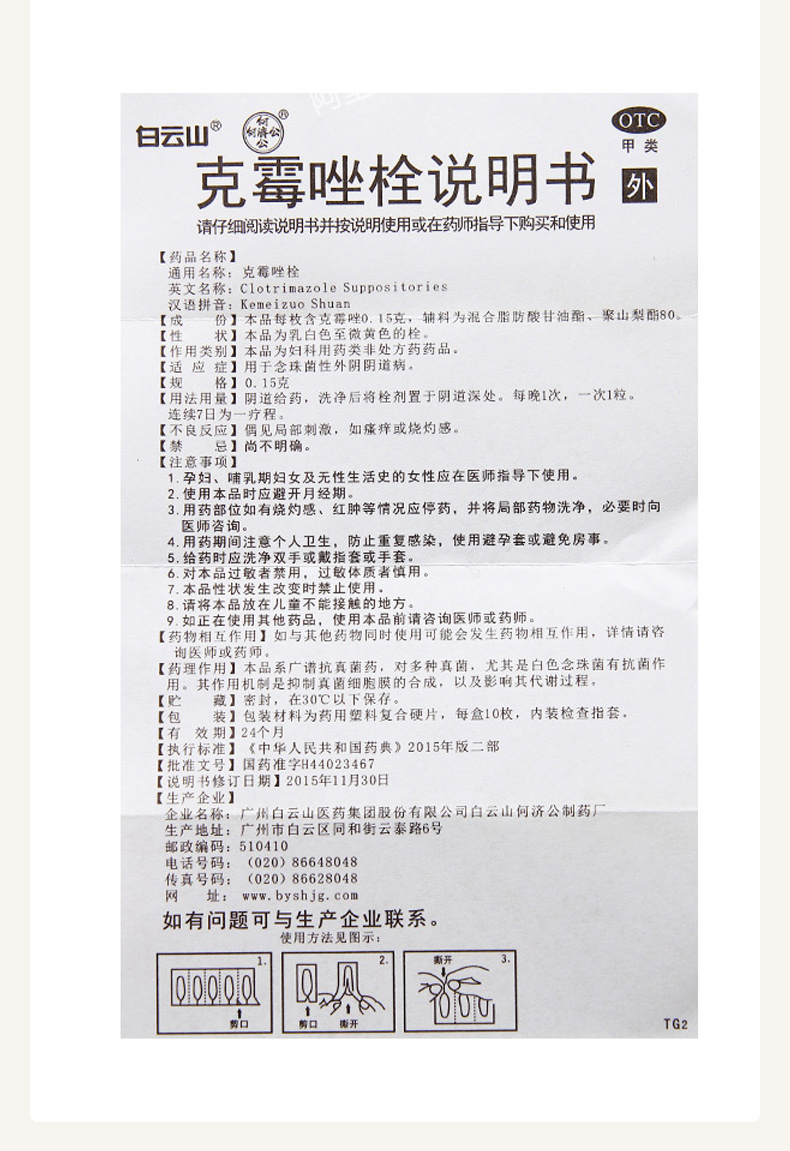 白云山®
何济公®
OTC
甲类
外
克霉唑栓说明书
请仔细阅读说明书并按说明使用或在药师指导下购买和使用
【药品名称】
通用名称：克霉唑栓
英文名称：Clotrimazole Suppositories
汉语拼音：Kemeizuo Shuan
【成　　份】本品每枚含克霉唑0.15克，辅料为混合脂肪酸甘油酯、聚山梨酯80。
【性　　状】本品为乳白色至微黄色的栓。
【作用类别】本品为妇科用药类非处方药药品。
【适 应 症】用于念珠菌性外阴阴道病。
【规　　格】0.15克
【用法用量】阴道给药，洗净后将栓剂置于阴道深处。每晚1次，一次1粒。
连续7日为一疗程。
【不良反应】偶见局部刺激，如瘙痒或烧灼感。
【禁　　忌】尚不明确。
【注意事项】
1.孕妇、哺乳期妇女及无性生活史的女性应在医师指导下使用。
2.使用本品时应避开月经期。
3.用药部位如有烧灼感、红肿等情况应停药，并将局部药物洗净，必要时向
医师咨询。
4.用药期间注意个人卫生，防止重复感染，使用避孕套或避免房事。
5.给药时应洗净双手或戴指套或手套。
6.对本品过敏者禁用，过敏体质者慎用。
7.本品性状发生改变时禁止使用。
8.请将本品放在儿童不能接触的地方。
9.如正在使用其他药品，使用本品前请咨询医师或药师。
【药物相互作用】如与其他药物同时使用可能会发生药物相互作用，详情请咨
询医师或药师。
【药理作用】本品系广谱抗真菌药，对多种真菌，尤其是白色念珠菌有抗菌作
用。其作用机制是抑制真菌细胞膜的合成，以及影响其代谢过程。
【贮　　藏】密封，在30℃以下保存。
【包　　装】包装材料为药用塑料复合硬片，每盒10枚，内装检查指套。
【有 效 期】24个月
【执行标准】《中华人民共和国药典》2015年版二部
【批准文号】国药准字H44023467
【说明书修订日期】2015年11月30日
【生产企业】
企业名称：广州白云山医药集团股份有限公司白云山何济公制药厂
生产地址：广州市白云区同和街云泰路6号
邮政编码：510410
电话号码：（020）86648048
传真号码：（020）86628048
网　　址：www.byshjg.com
如有问题可与生产企业联系。
使用方法见图示：
1.
剪口
2.
剪口 撕开
3.
撕开
TG2